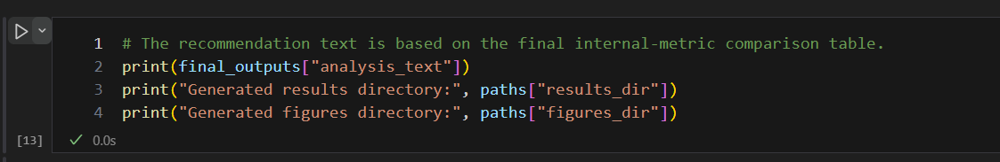 1 # The recommendation text is based on the final internal-metric comparison table.
2 print(final_outputs["analysis_text"])
3 print("Generated results directory:", paths["results_dir"])
4 print("Generated figures directory:", paths["figures_dir"])
[13] ✓ 0.0s